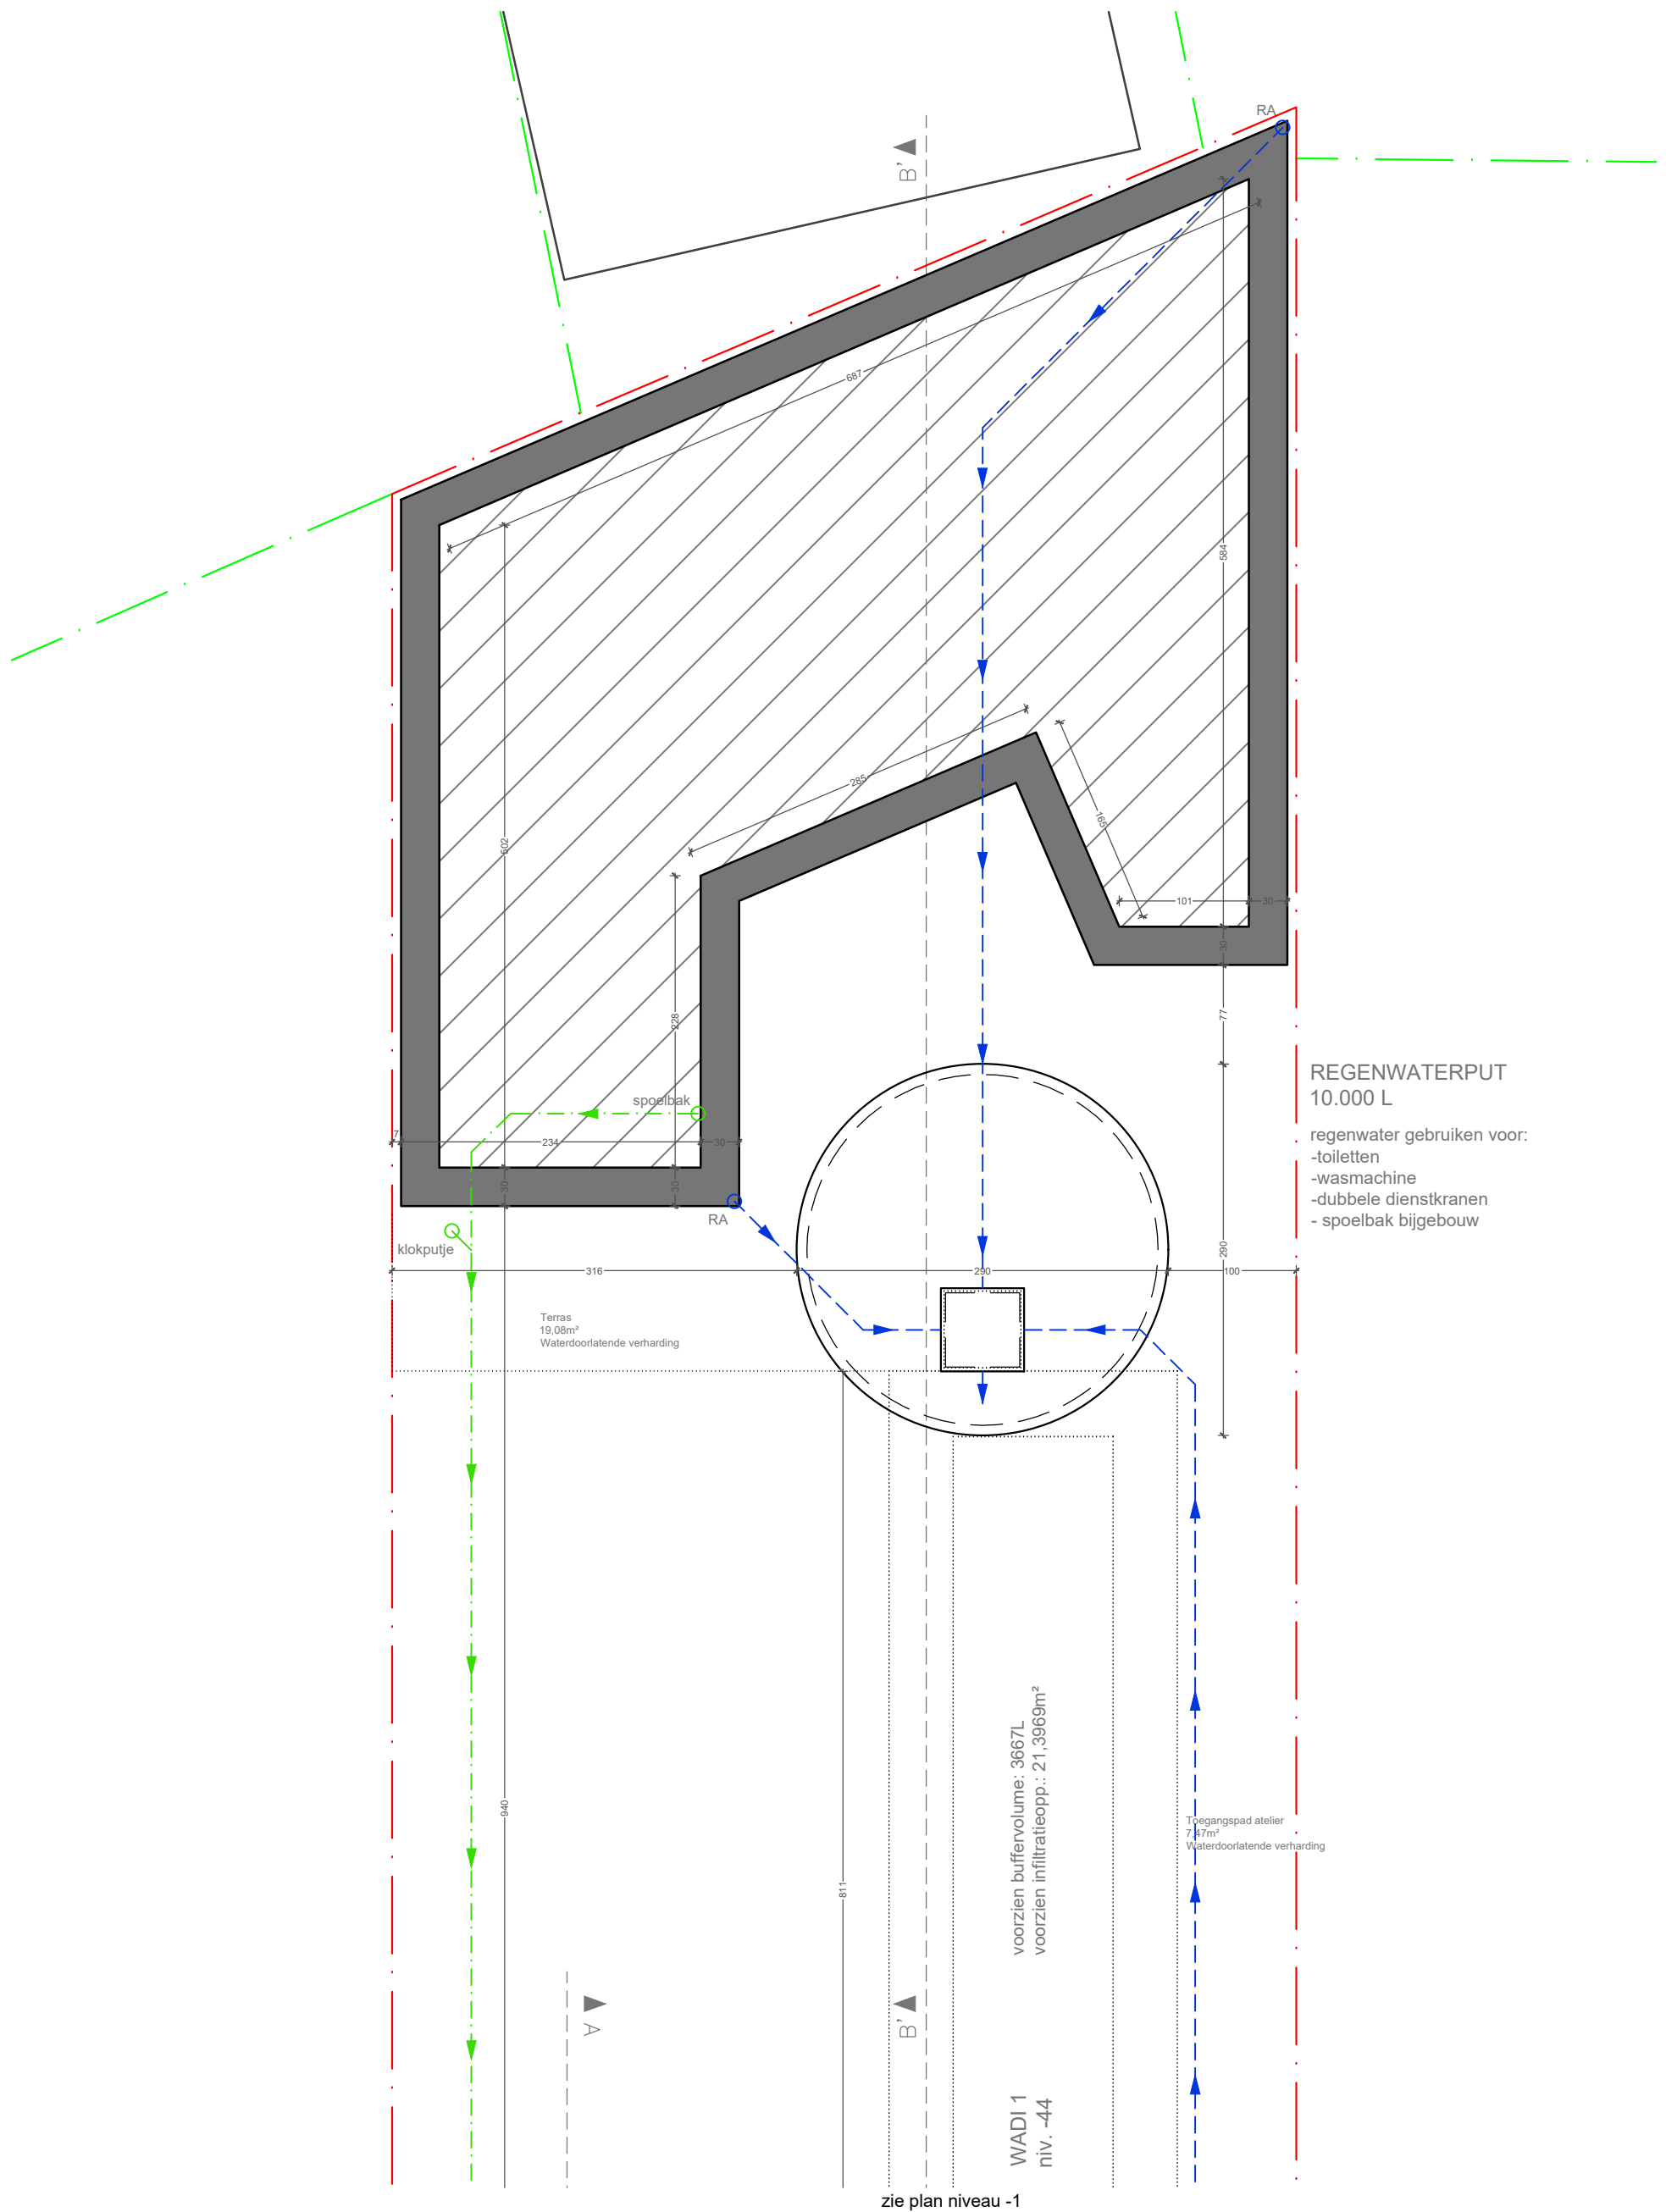 RA
B'
687
584
602
285
165
101
30
30
228
77
REGENWATERPUT
10.000 L
regenwater gebruiken voor:
-toiletten
-wasmachine
-dubbele dienstkranen
- spoelbak bijgebouw
spoelbak
7
234
30
30
30
RA
klokputje
290
316
290
100
Terras
19,08m²
Waterdoorlatende verharding
voorzien buffervolume: 3667L
voorzien infiltratieopp.: 21,3969m²
940
Toegangspad atelier
7,47m²
Waterdoorlatende verharding
811
A
B'
WADI 1
niv. -44
zie plan niveau -1